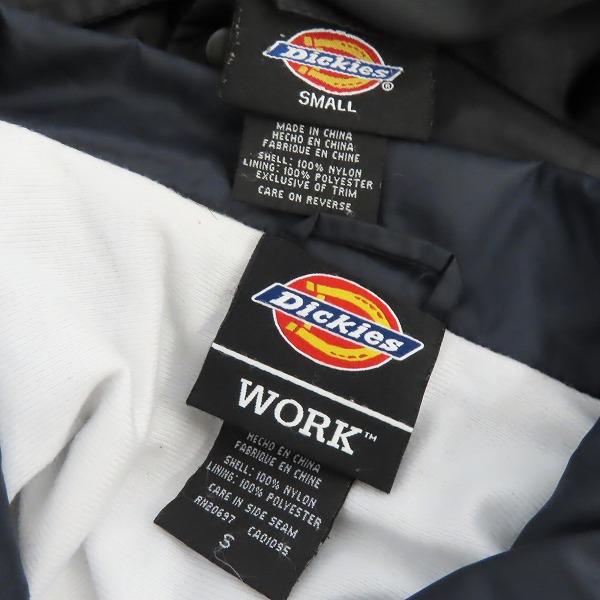 Dickies
®
SMALL
MADE IN CHINA
HECHO EN CHINA
FABRIQUE EN CHINE
SHELL: 100% NYLON
LINING: 100% POLYESTER
EXCLUSIVE OF TRIM
CARE ON REVERSE
Dickies
WORK™
HECHO EN CHINA
FABRIQUE EN CHINE
SHELL: 100% NYLON
LINING: 100% POLYESTER
CARE IN SIDE SEAM
RN20697 CA01095
S